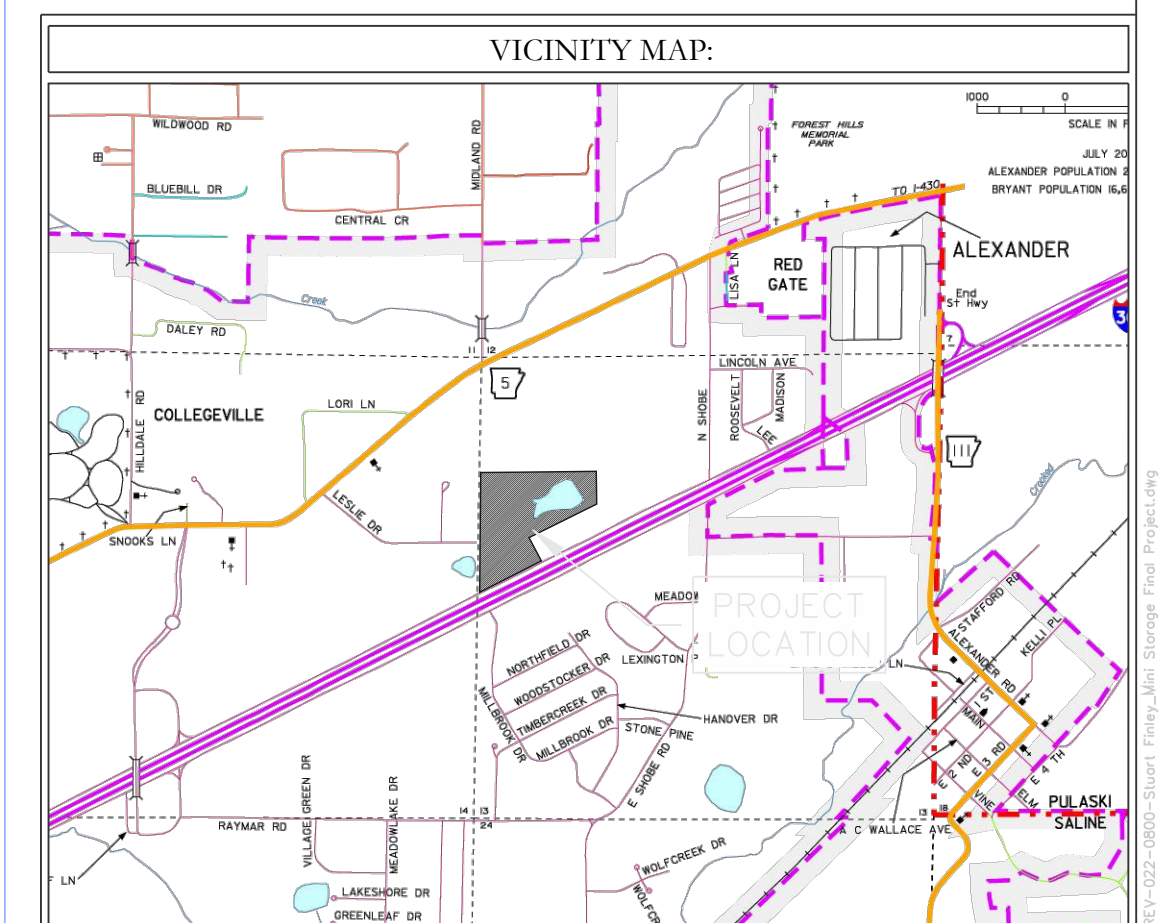 VICINITY MAP:
1000 0
SCALE IN F
JULY 20
ALEXANDER POPULATION 2
BRYANT POPULATION 16,6
WILDWOOD RD
MIDLAND RD
FOREST HILLS
MEMORIAL
PARK
BLUEBILL DR
CENTRAL CR
TO I-430
ALEXANDER
RED
GATE
LISA LN
End
St Hwy
Creek
DALEY RD
11 12
7
5
LINCOLN AVE
COLLEGEVILLE
LORI LN
HILLDALE RD
N SHOBE
ROOSEVELT
MADISON
LEE
111
LESLIE DR
SNOOKS LN
Crooked
PROJECT
LOCATION
MEADOW
LEXINGTON
STAFFORD RD
KELLI PL
ALEXANDER RD
LN
NORTHFIELD DR
WOODSTOCKER DR
TIMBERCREEK DR
MILLBROOK DR
MILLBROOK DR
HANOVER DR
STONE PINE
E SHOBE RD
I ST
MAIN
E 2 ND
E 3 RD
E 4 TH
VINE
ELM
PULASKI
SALINE
14 13
24
13 18
A C WALLACE AVE
RAYMAR RD
VILLAGE GREEN DR
MEADOWLAKE DR
F LN
LAKESHORE DR
GREENLEAF DR
WOLFCREEK DR
WOLFCR
REV-022-0800-Stuart Finley_Mini Storage Final Project.dwg